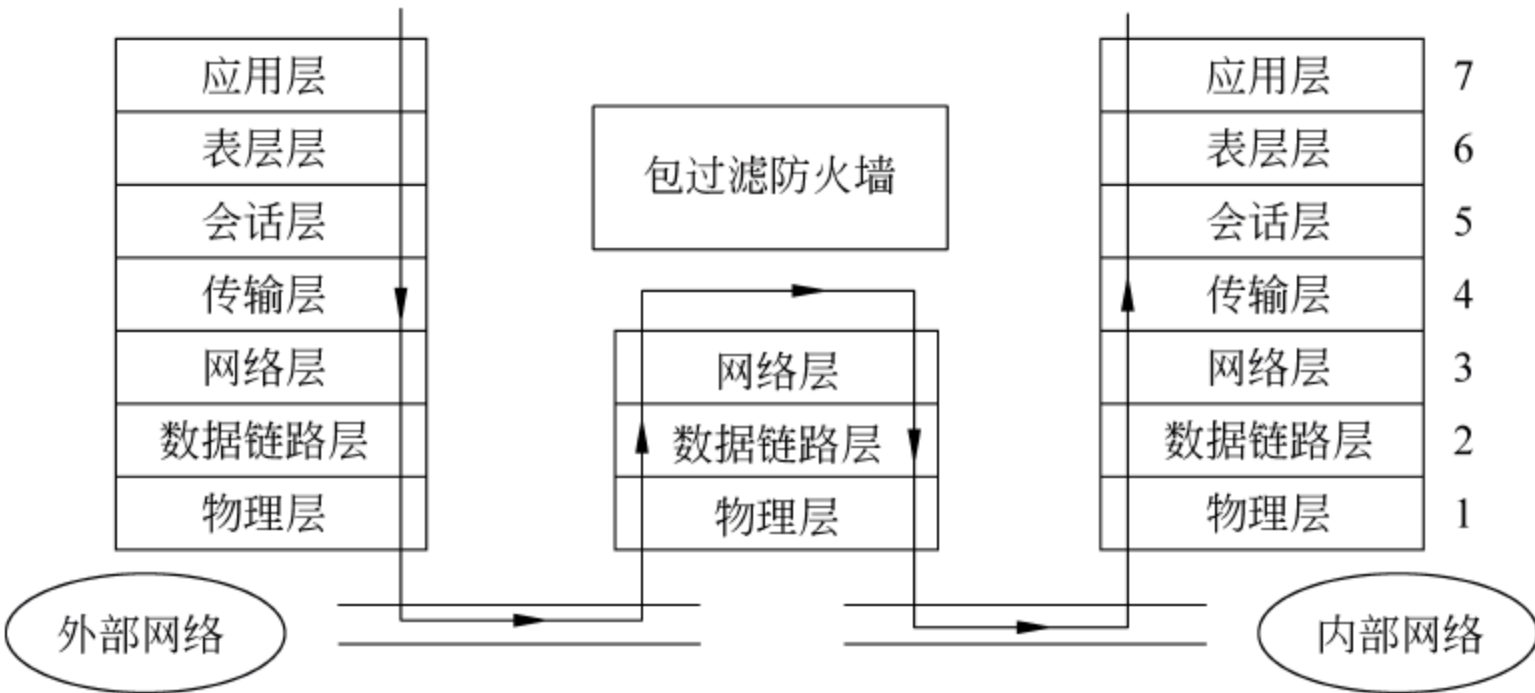 应用层
表层层
会话层
传输层
网络层
数据链路层
物理层
外部网络
包过滤防火墙
网络层
数据链路层
物理层
应用层 7
表层层 6
会话层 5
传输层 4
网络层 3
数据链路层 2
物理层 1
内部网络